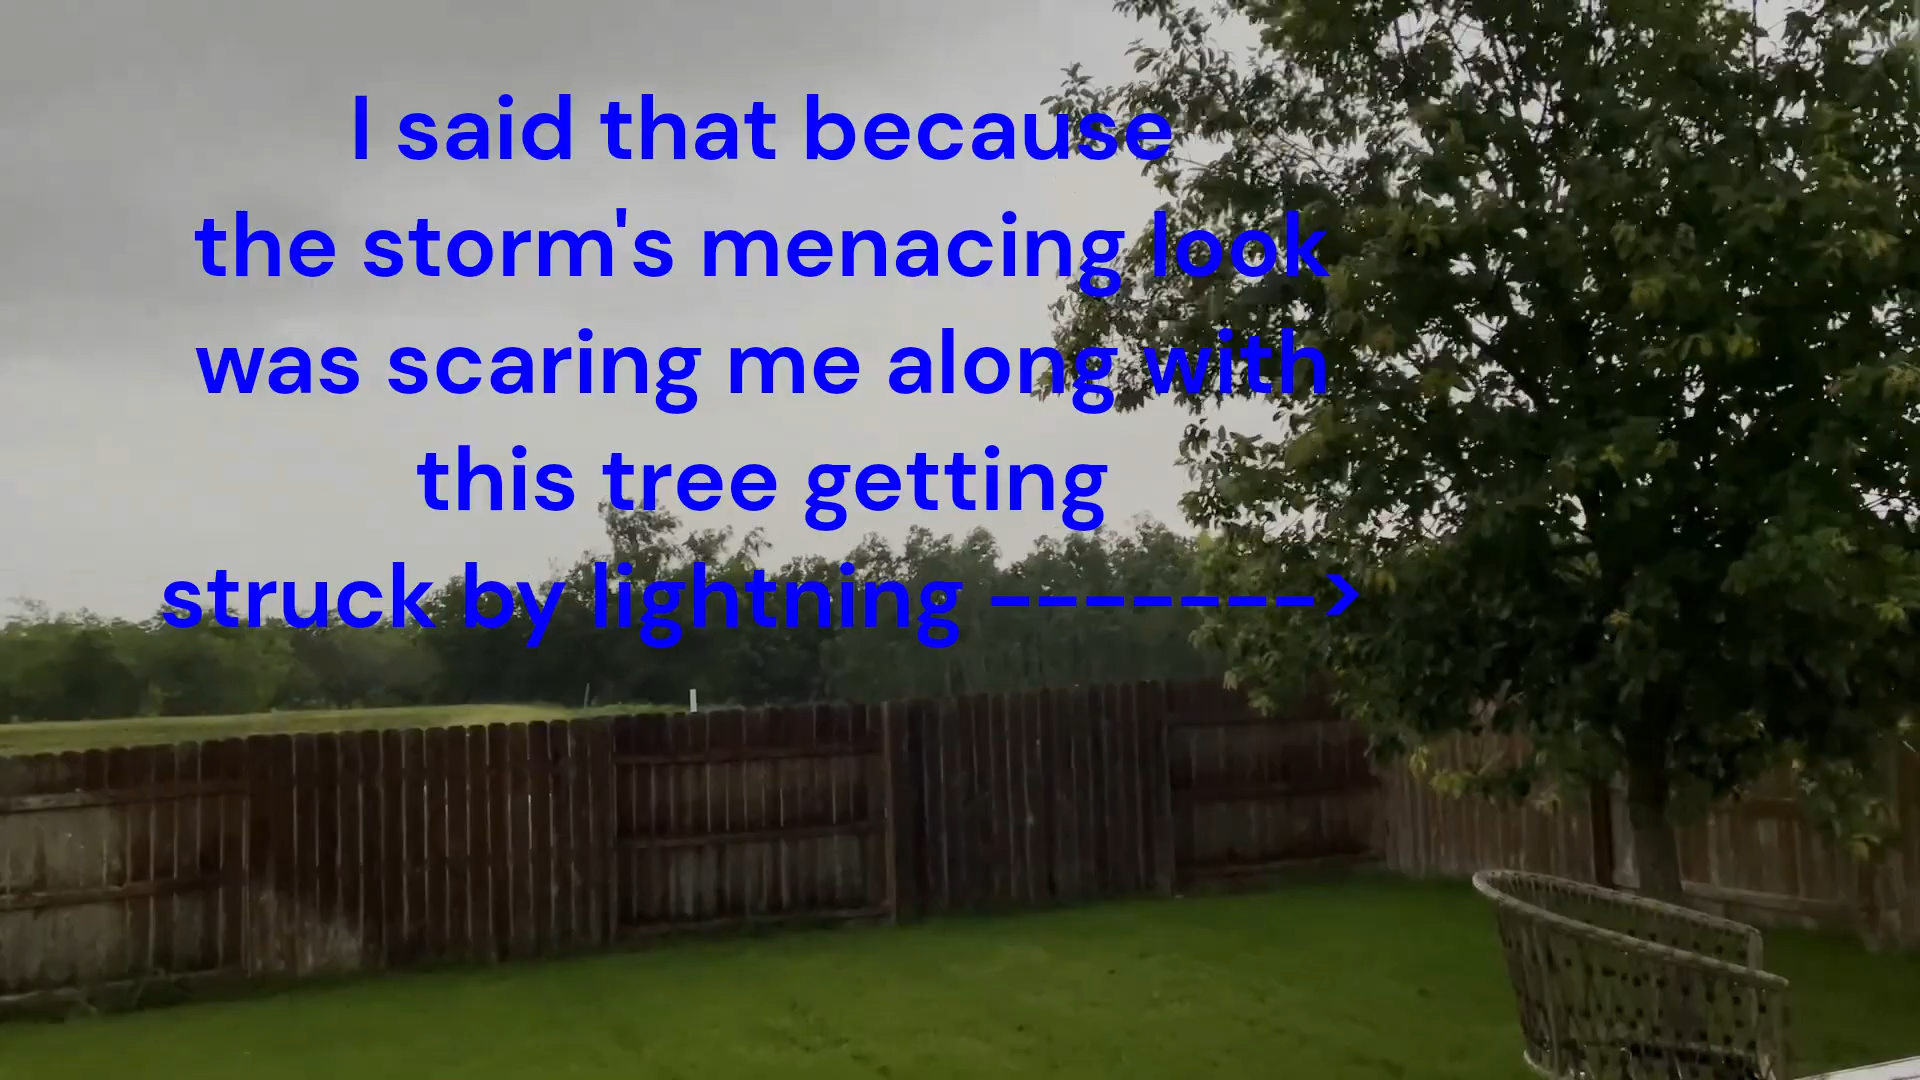 I said that because
the storm's menacing look
was scaring me along with
this tree getting
struck by lightning ------->